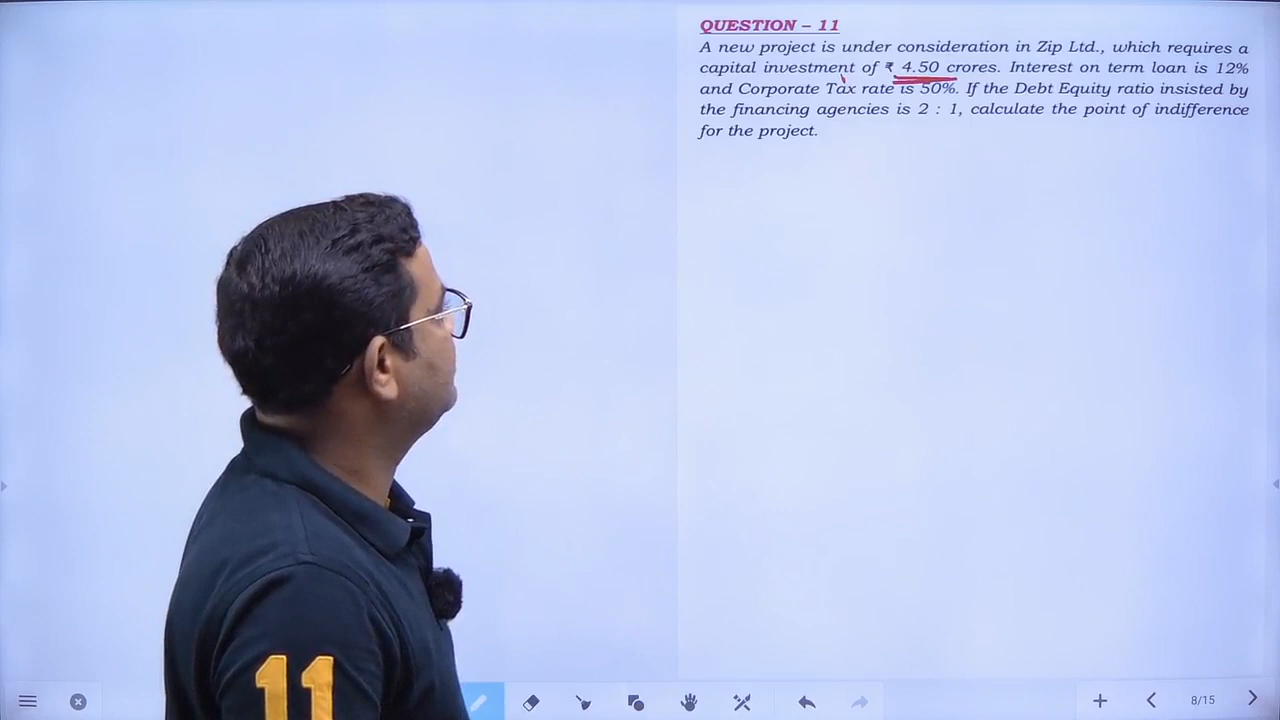 QUESTION – 11
A new project is under consideration in Zip Ltd., which requires a
capital investment of ₹ 4.50 crores. Interest on term loan is 12%
and Corporate Tax rate is 50%. If the Debt Equity ratio insisted by
the financing agencies is 2 : 1, calculate the point of indifference
for the project.
11
8/15